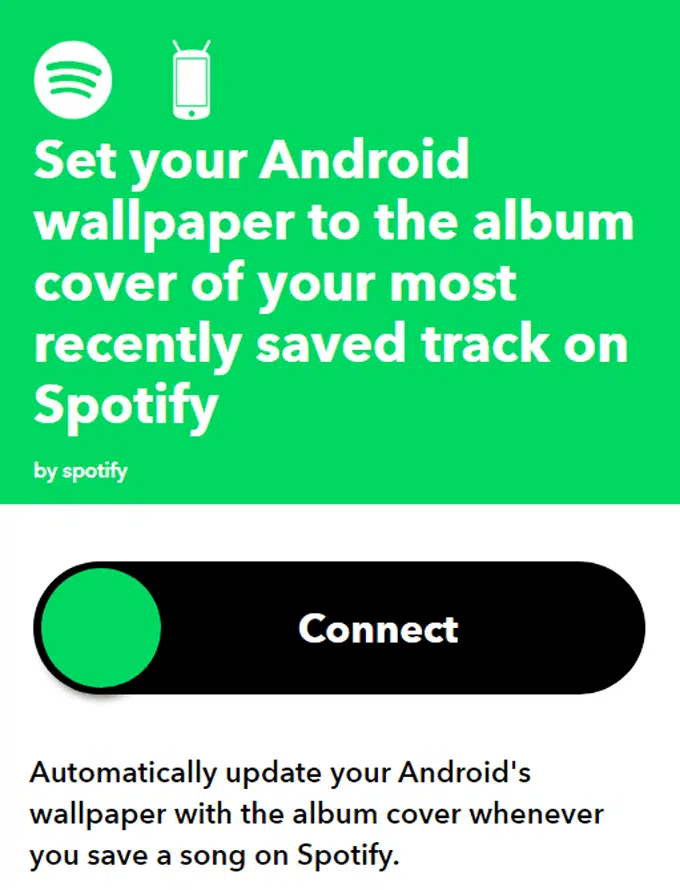 Set your Android
wallpaper to the album
cover of your most
recently saved track on
Spotify
by spotify
Connect
Automatically update your Android's
wallpaper with the album cover whenever
you save a song on Spotify.